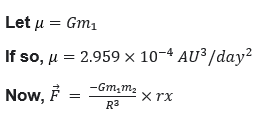 Let μ = Gm₁
If so, μ = 2.959 × 10⁻⁴ AU³/day²
Now, F⃗ = −Gm₁m₂/R³ × rx